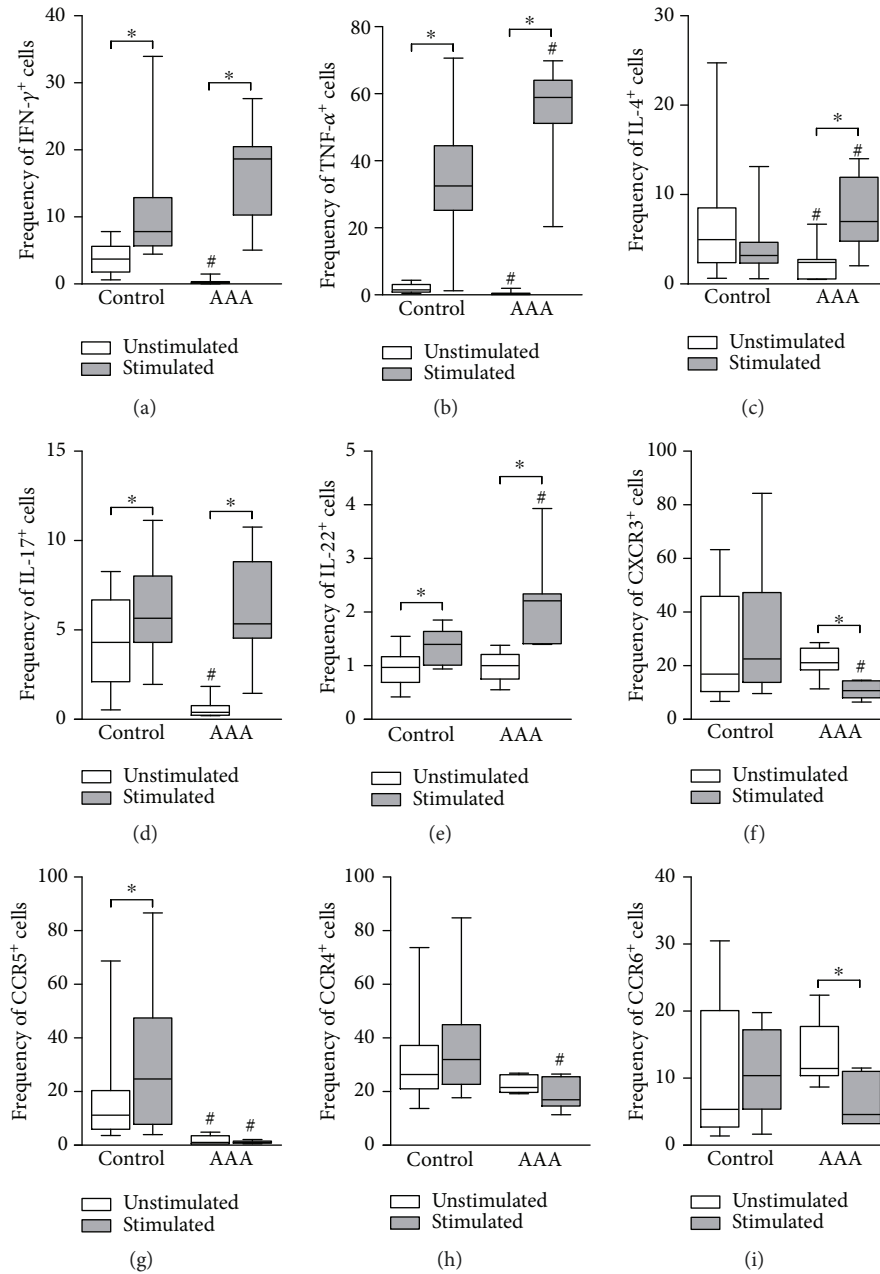 Frequency of IFN-γ+ cells
40
30
20
10
0
*
*
#
Control AAA
Unstimulated
Stimulated
(a)
Frequency of TNF-α+ cells
80
60
40
20
0
*
*
#
#
Control AAA
Unstimulated
Stimulated
(b)
Frequency of IL-4+ cells
30
20
10
0
*
#
#
Control AAA
Unstimulated
Stimulated
(c)
Frequency of IL-17+ cells
15
10
5
0
*
*
#
Control AAA
Unstimulated
Stimulated
(d)
Frequency of IL-22+ cells
5
4
3
2
1
0
*
*
#
Control AAA
Unstimulated
Stimulated
(e)
Frequency of CXCR3+ cells
100
80
60
40
20
0
*
#
Control AAA
Unstimulated
Stimulated
(f)
Frequency of CCR5+ cells
100
80
60
40
20
0
*
#
#
Control AAA
Unstimulated
Stimulated
(g)
Frequency of CCR4+ cells
100
80
60
40
20
0
#
Control AAA
Unstimulated
Stimulated
(h)
Frequency of CCR6+ cells
40
30
20
10
0
*
Control AAA
Unstimulated
Stimulated
(i)